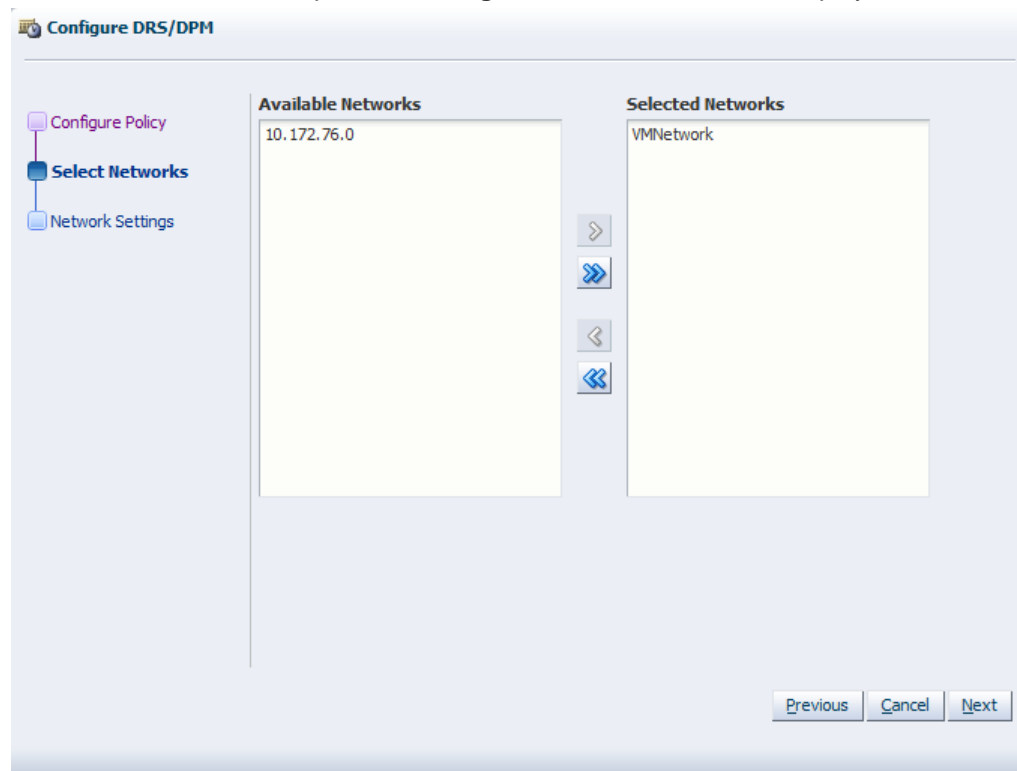 Configure DRS/DPM
Configure Policy
Select Networks
Network Settings
Available Networks
10.172.76.0
Selected Networks
VMNetwork
Previous
Cancel
Next